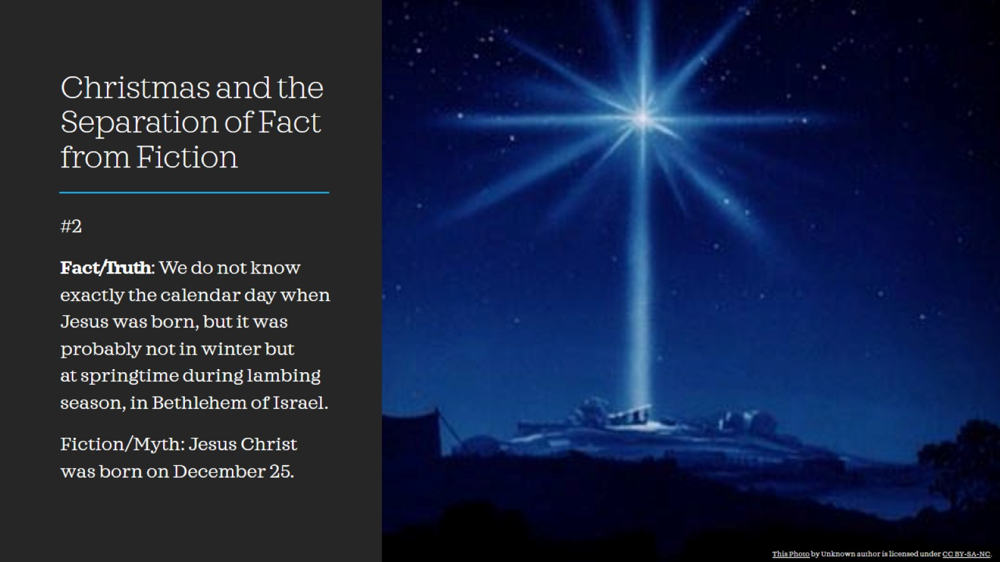 Christmas and the
Separation of Fact
from Fiction
#2
Fact/Truth: We do not know
exactly the calendar day when
Jesus was born, but it was
probably not in winter but
at springtime during lambing
season, in Bethlehem of Israel.
Fiction/Myth: Jesus Christ
was born on December 25.
This Photo by Unknown author is licensed under CC BY-SA-NC.